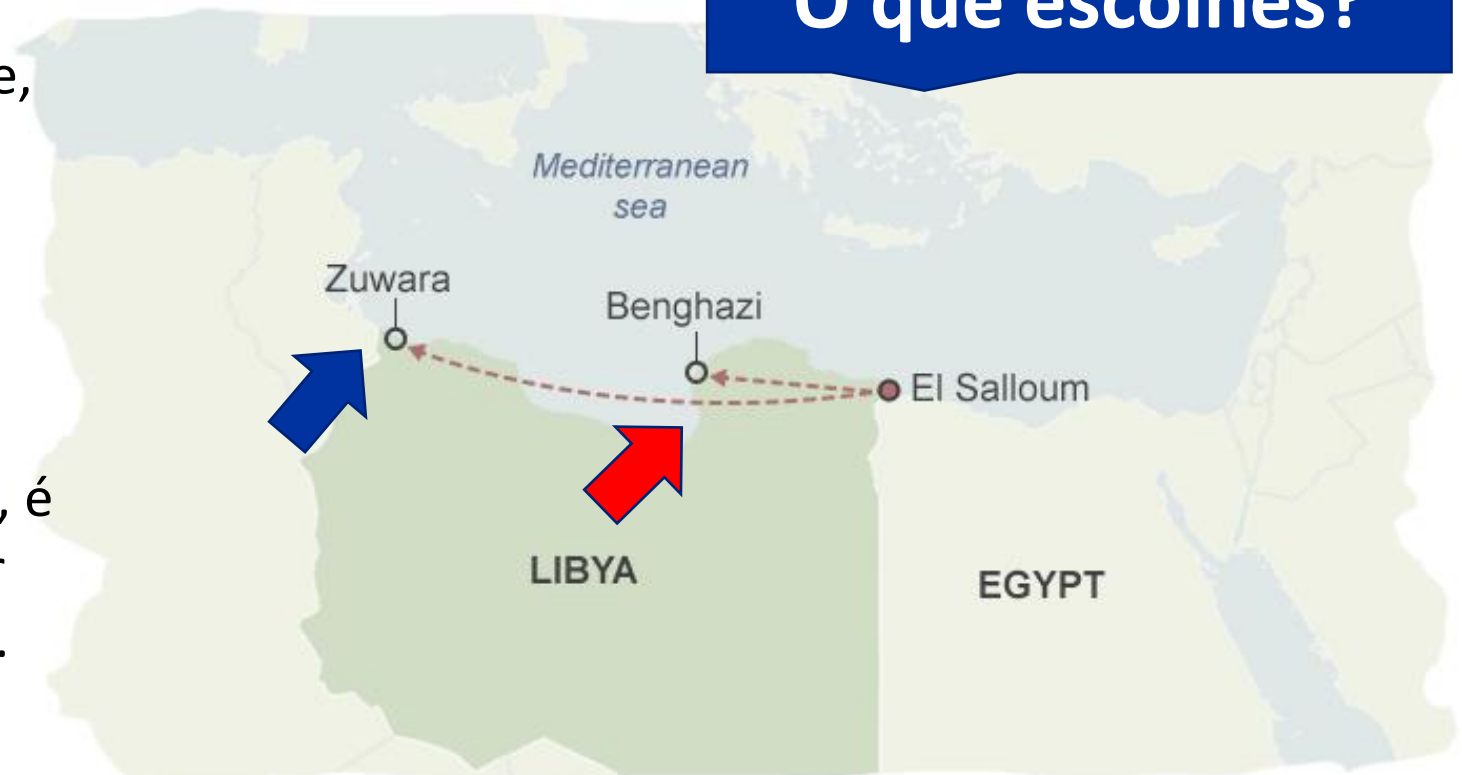 O que escolhes?
e,
Mediterranean
sea
Zuwara
Benghazi
El Salloum
, é
LIBYA
EGYPT
.